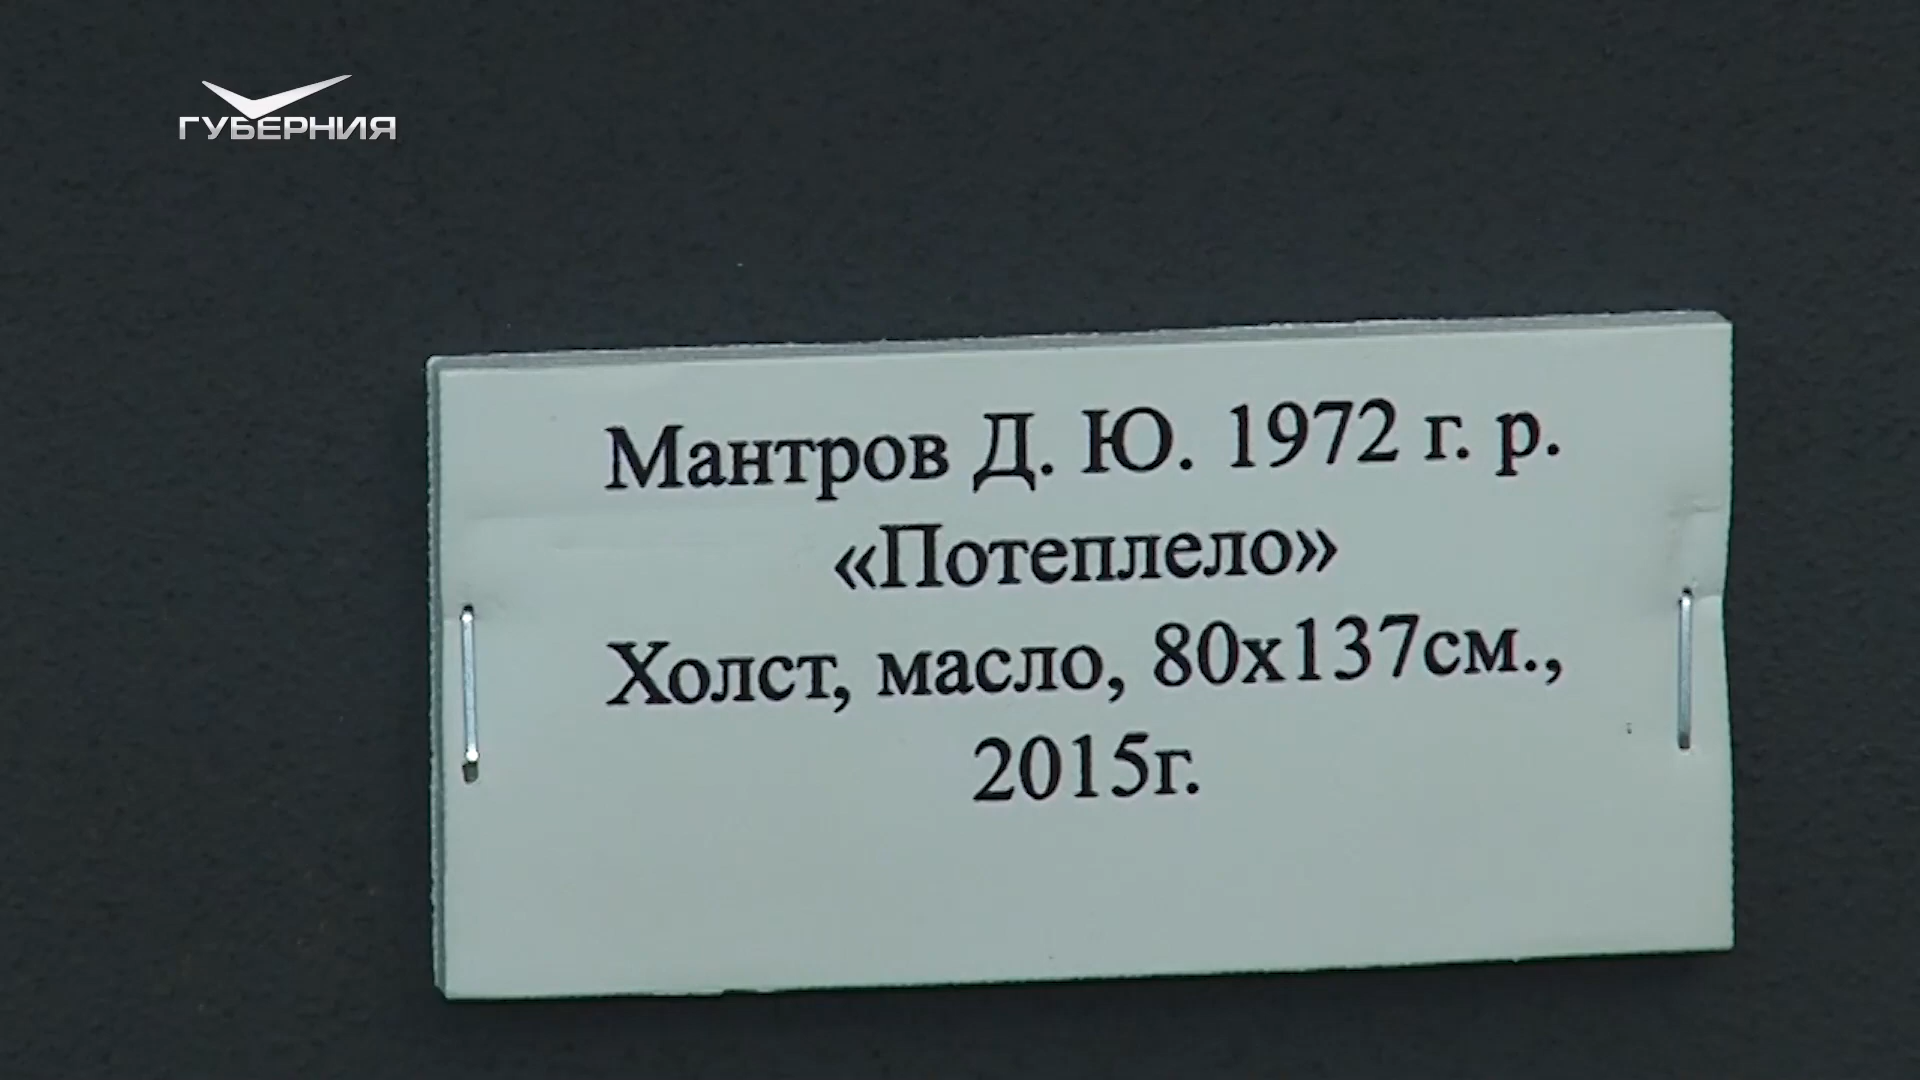 ГУБЕРНИЯ
Мантров Д. Ю. 1972 г. р.
«Потеплело»
Холст, масло, 80х137см.,
2015г.